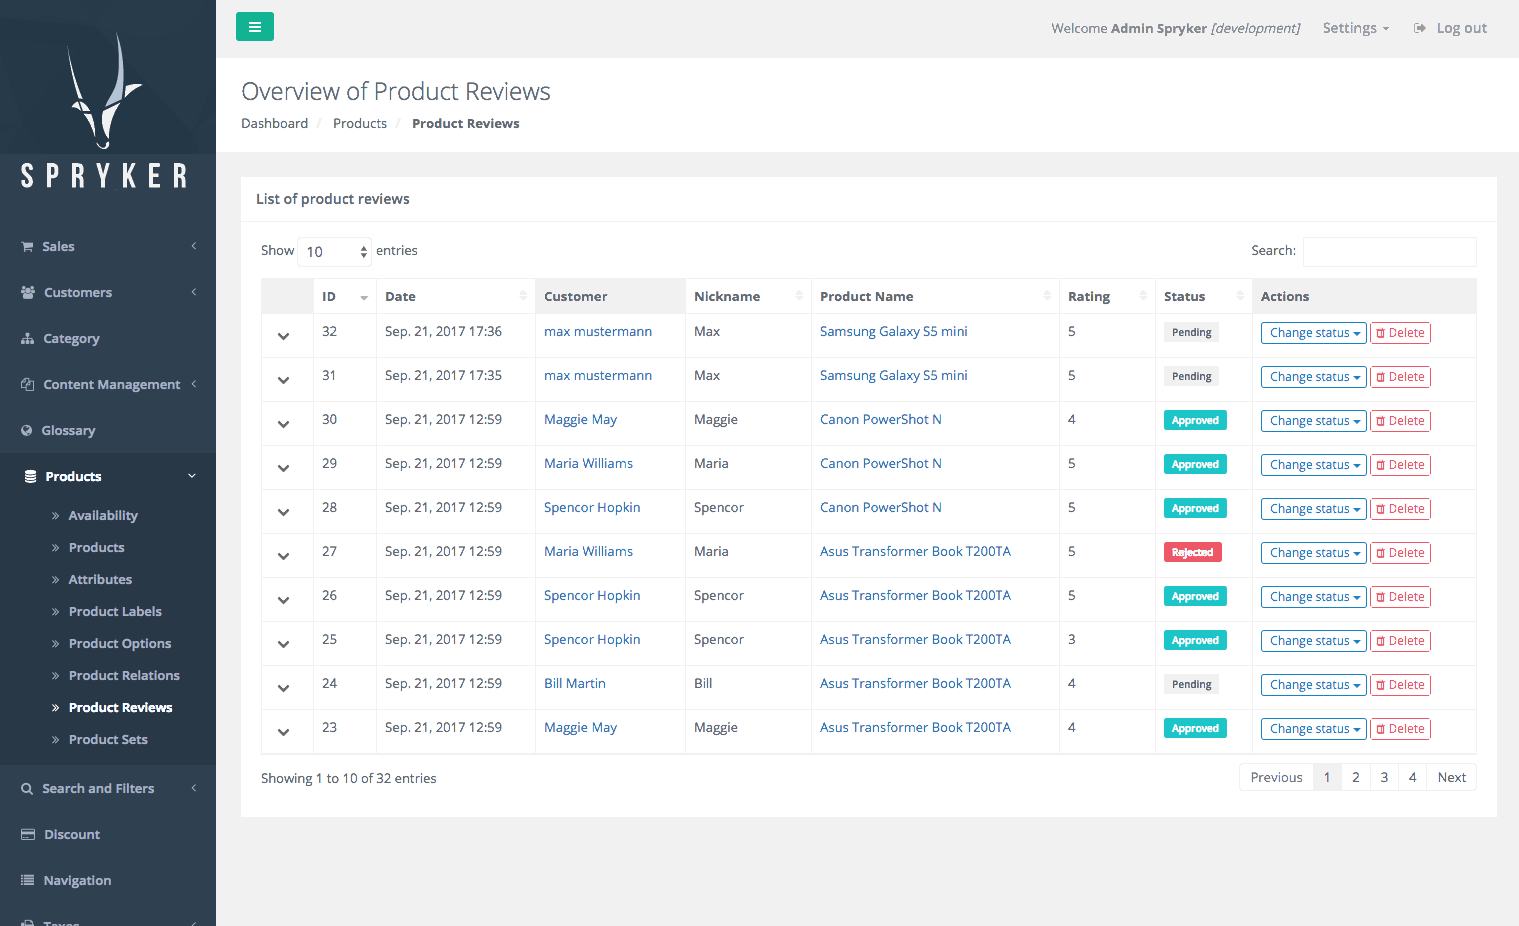 SPRYKER
Sales
Customers
Category
Content Management
Glossary
Products
Availability
Products
Attributes
Product Labels
Product Options
Product Relations
Product Reviews
Product Sets
Search and Filters
Discount
Navigation
Taxes
Welcome Admin Spryker [development] Settings Log out
Overview of Product Reviews
Dashboard / Products / Product Reviews
List of product reviews
Show 10 entries Search:
ID Date Customer Nickname Product Name Rating Status Actions
32 Sep. 21, 2017 17:36 max mustermann Max Samsung Galaxy S5 mini 5 Pending Change status Delete
31 Sep. 21, 2017 17:35 max mustermann Max Samsung Galaxy S5 mini 5 Pending Change status Delete
30 Sep. 21, 2017 12:59 Maggie May Maggie Canon PowerShot N 4 Approved Change status Delete
29 Sep. 21, 2017 12:59 Maria Williams Maria Canon PowerShot N 5 Approved Change status Delete
28 Sep. 21, 2017 12:59 Spencor Hopkin Spencor Canon PowerShot N 5 Approved Change status Delete
27 Sep. 21, 2017 12:59 Maria Williams Maria Asus Transformer Book T200TA 5 Rejected Change status Delete
26 Sep. 21, 2017 12:59 Spencor Hopkin Spencor Asus Transformer Book T200TA 5 Approved Change status Delete
25 Sep. 21, 2017 12:59 Spencor Hopkin Spencor Asus Transformer Book T200TA 3 Approved Change status Delete
24 Sep. 21, 2017 12:59 Bill Martin Bill Asus Transformer Book T200TA 4 Pending Change status Delete
23 Sep. 21, 2017 12:59 Maggie May Maggie Asus Transformer Book T200TA 4 Approved Change status Delete
Showing 1 to 10 of 32 entries Previous 1 2 3 4 Next